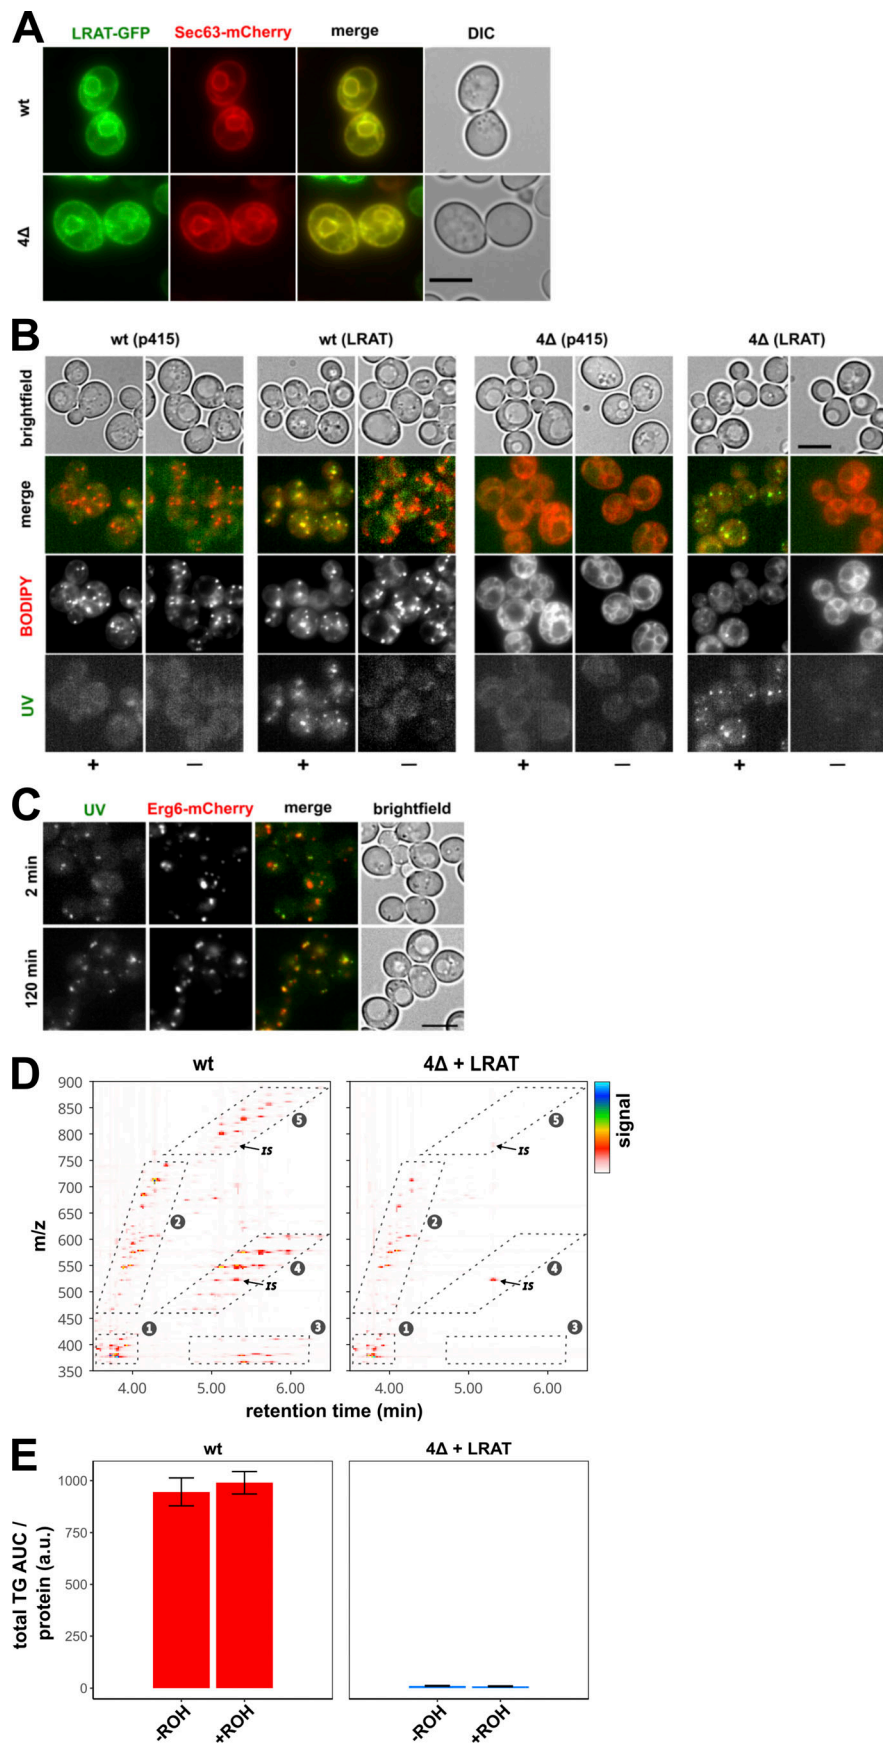 A
LRAT-GFP Sec63-mCherry merge DIC
wt
4Δ
B
wt (p415) wt (LRAT) 4Δ (p415) 4Δ (LRAT)
brightfield
merge
BODIPY
UV
+ — + — + — + —
C
UV Erg6-mCherry merge brightfield
2 min
120 min
D
wt 4Δ + LRAT
900
850
800
750
700
650
600
550
500
450
400
350
m/z
5
IS
2
4
IS
1
3
5
IS
2
4
IS
1
3
signal
4.00 5.00 6.00 4.00 5.00 6.00
retention time (min)
E
wt 4Δ + LRAT
1000
750
500
250
0
total TG AUC /
protein (a.u.)
-ROH +ROH -ROH +ROH